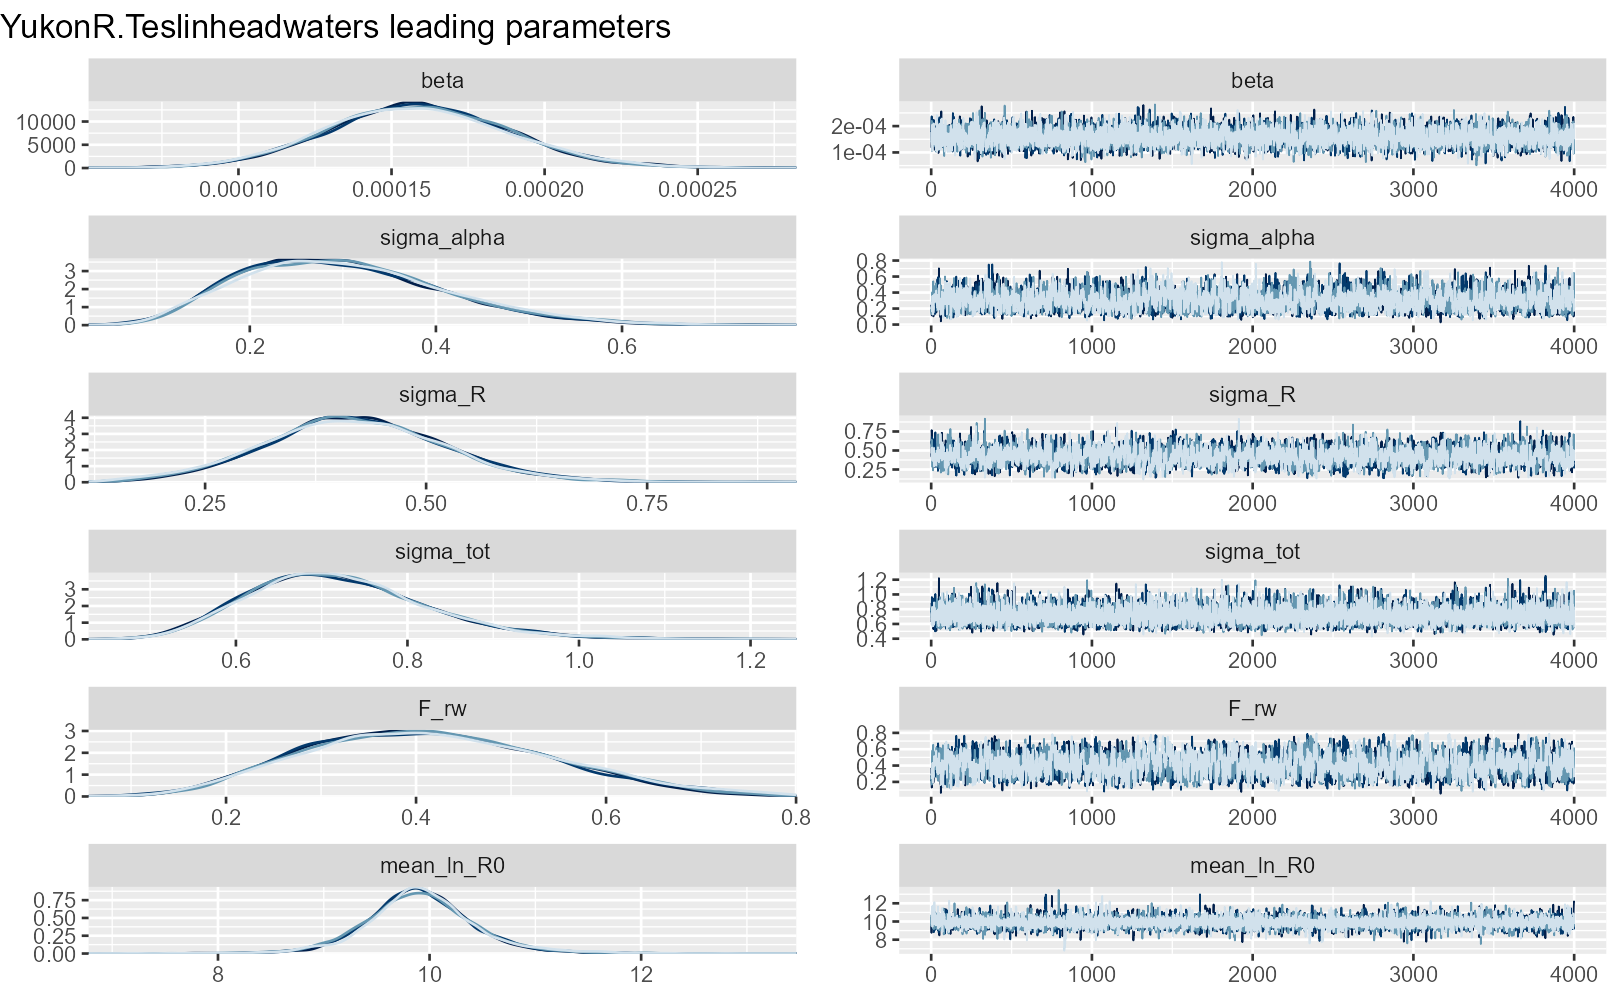 YukonR.Teslinheadwaters leading parameters
beta
10000
5000
0
0.00010 0.00015 0.00020 0.00025
beta
2e-04
1e-04
0 1000 2000 3000 4000
sigma_alpha
3
2
1
0
0.2 0.4 0.6
sigma_alpha
0.8
0.6
0.4
0.2
0.0
0 1000 2000 3000 4000
sigma_R
4
3
2
1
0
0.25 0.50 0.75
sigma_R
0.75
0.50
0.25
0 1000 2000 3000 4000
sigma_tot
3
2
1
0
0.6 0.8 1.0 1.2
sigma_tot
1.2
1.0
0.8
0.6
0.4
0 1000 2000 3000 4000
F_rw
3
2
1
0
0.2 0.4 0.6 0.8
F_rw
0.8
0.6
0.4
0.2
0 1000 2000 3000 4000
mean_ln_R0
0.75
0.50
0.25
0.00
8 10 12
mean_ln_R0
12
10
8
0 1000 2000 3000 4000